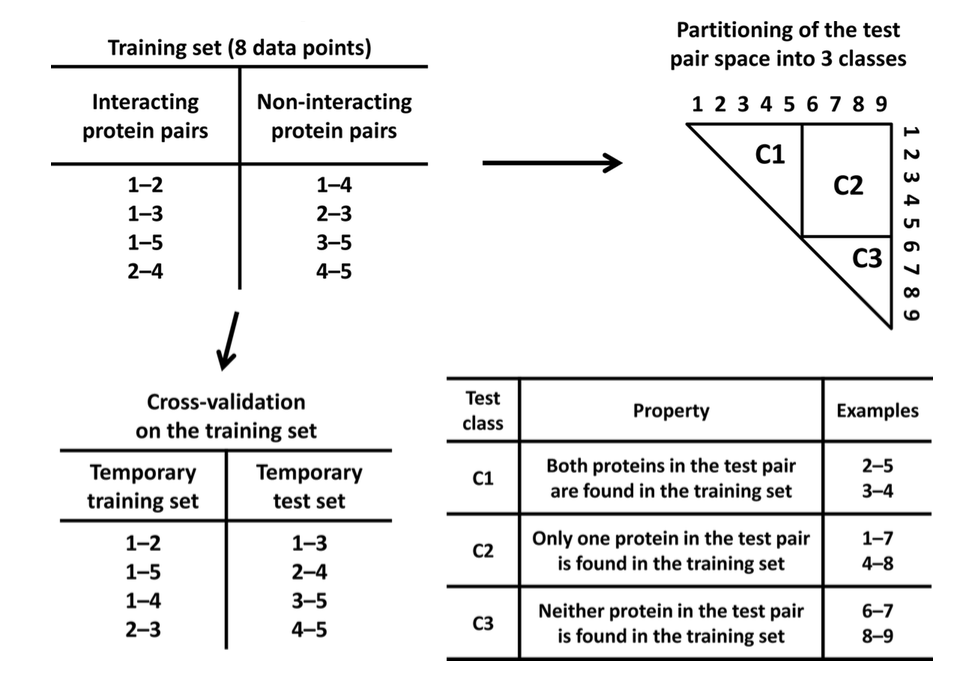 Training set (8 data points)
Interacting
protein pairs
Non-interacting
protein pairs
1–2
1–4
1–3
2–3
1–5
3–5
2–4
4–5
Partitioning of the test
pair space into 3 classes
1 2 3 4 5 6 7 8 9
C1
C2
C3
1 2 3 4 5 6 7 8 9
Cross-validation
on the training set
Temporary
training set
Temporary
test set
1–2
1–3
1–5
2–4
1–4
3–5
2–3
4–5
Test
class
Property
Examples
C1
Both proteins in the test pair
are found in the training set
2–5
3–4
C2
Only one protein in the test pair
is found in the training set
1–7
4–8
C3
Neither protein in the test pair
is found in the training set
6–7
8–9